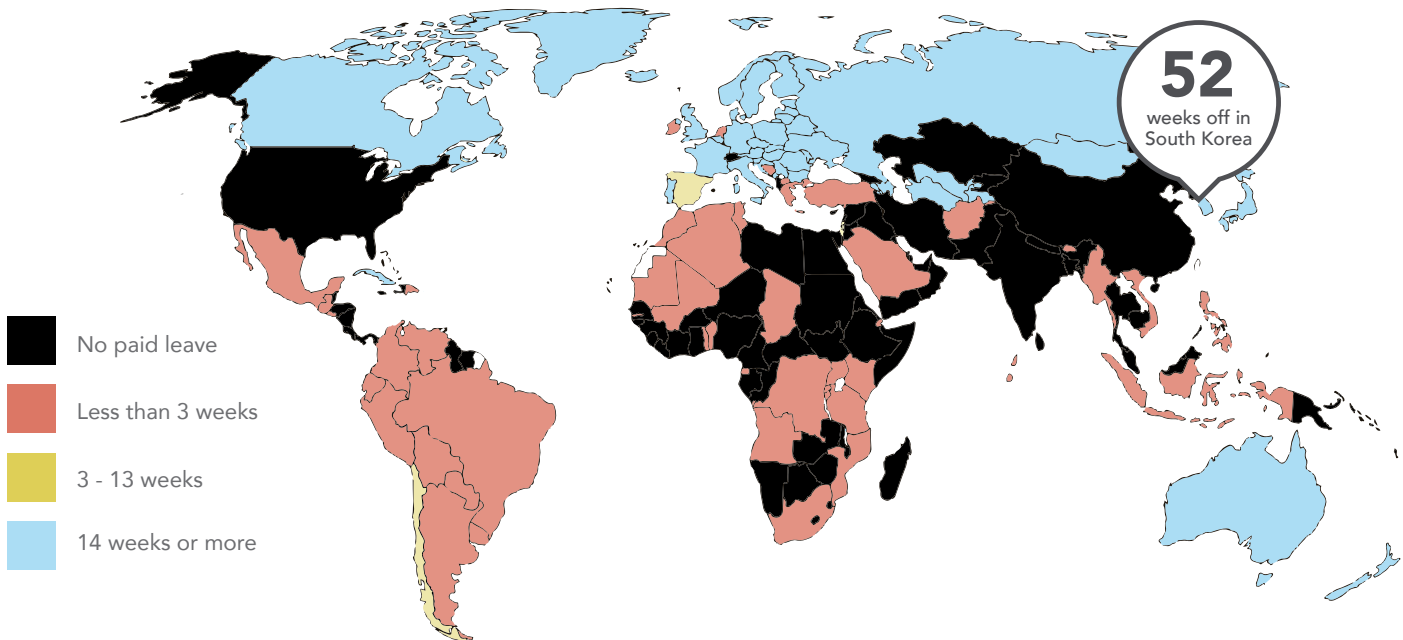 52
weeks off in
South Korea
No paid leave
Less than 3 weeks
3 - 13 weeks
14 weeks or more